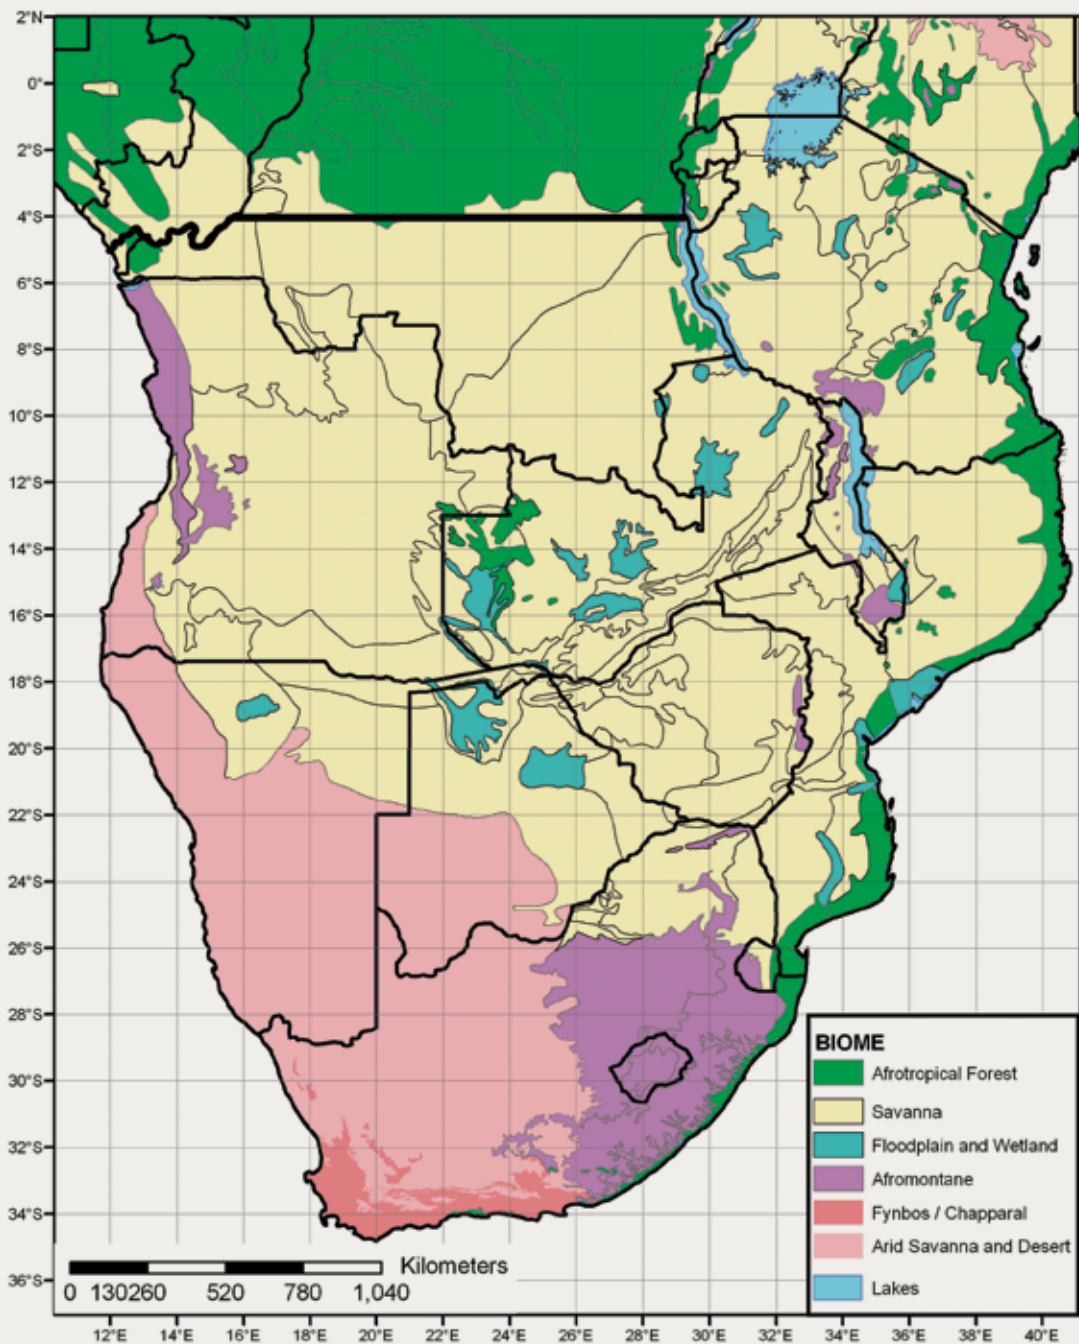 2°N
0°
2°S
4°S
6°S
8°S
10°S
12°S
14°S
16°S
18°S
20°S
22°S
24°S
26°S
28°S
30°S
32°S
34°S
36°S
BIOME
Afrotropical Forest
Savanna
Floodplain and Wetland
Afromontane
Fynbos / Chapparal
Arid Savanna and Desert
Lakes
Kilometers
0 130260 520 780 1,040
12°E 14°E 16°E 18°E 20°E 22°E 24°E 26°E 28°E 30°E 32°E 34°E 36°E 38°E 40°E